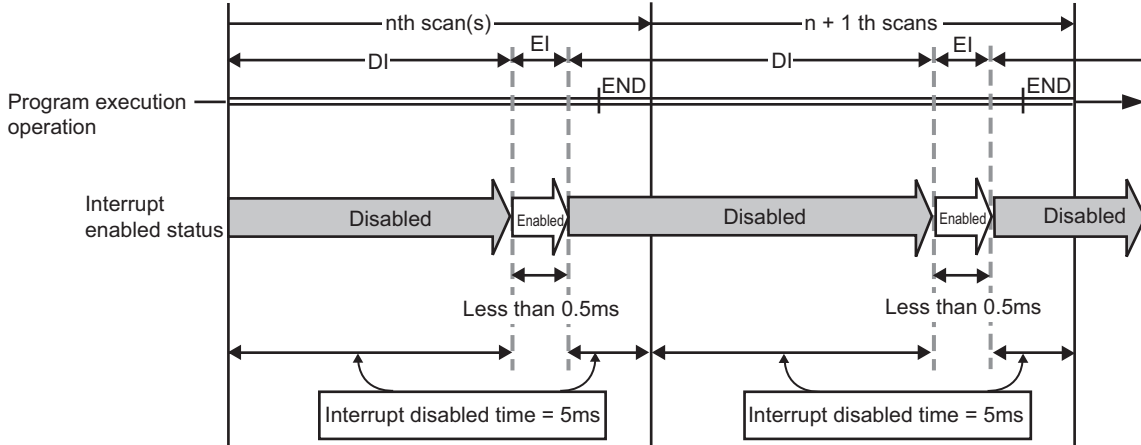 nth scan(s)
n + 1 th scans
EI
EI
DI
DI
END
END
Program execution
operation
Interrupt
enabled status
Disabled
Enabled
Disabled
Enabled
Disabled
Less than 0.5ms
Less than 0.5ms
Interrupt disabled time = 5ms
Interrupt disabled time = 5ms